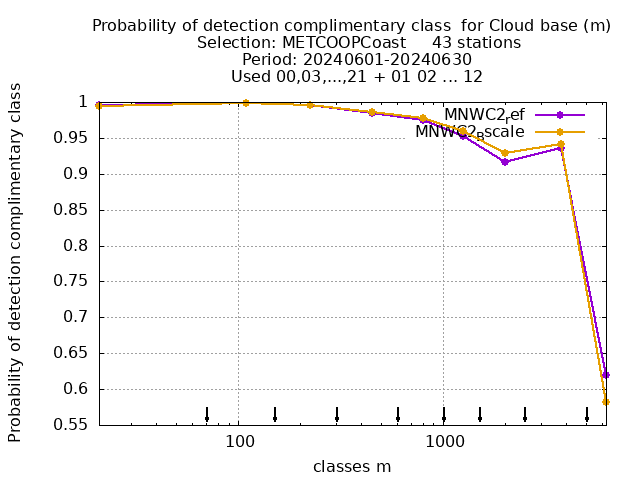 Probability of detection complimentary class  for Cloud base (m)
Selection: METCOOPCoast     43 stations
Period: 20240601-20240630
Used 00,03,...,21 + 01 02 ... 12
Probability of detection complimentary class
1
0.95
0.9
0.85
0.8
0.75
0.7
0.65
0.6
0.55
MNWC2ref
MNWC2Bscale
100
1000
classes m